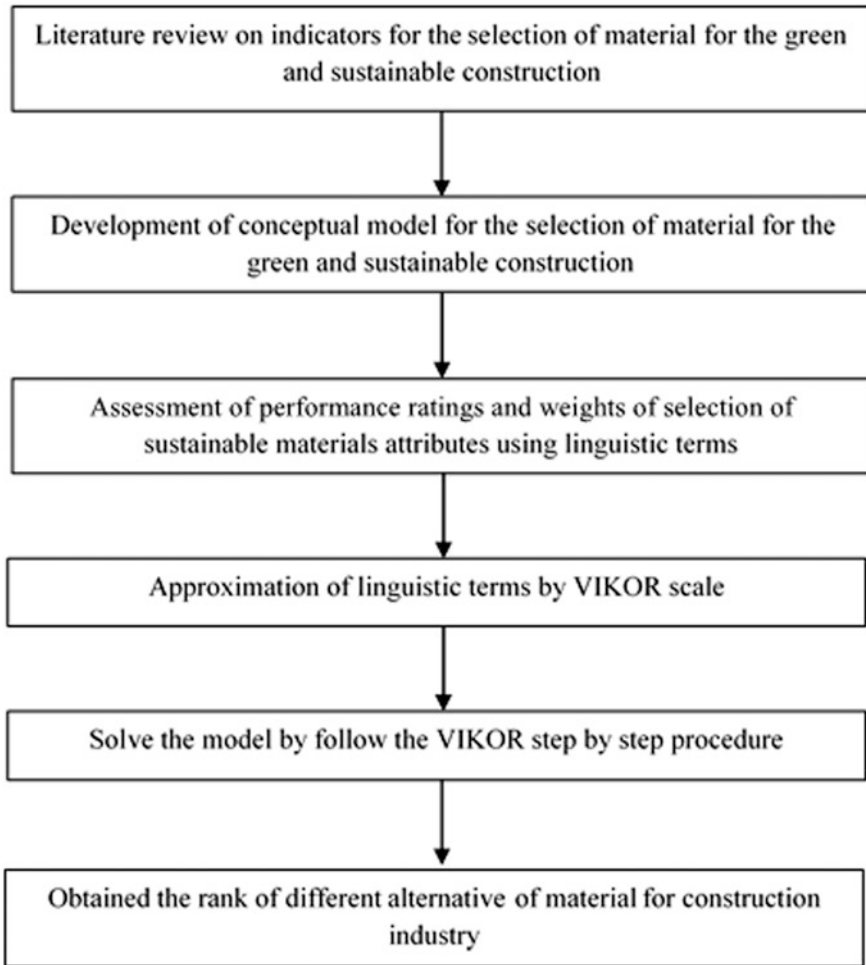 Literature review on indicators for the selection of material for the green
and sustainable construction
Development of conceptual model for the selection of material for the
green and sustainable construction
Assessment of performance ratings and weights of selection of
sustainable materials attributes using linguistic terms
Approximation of linguistic terms by VIKOR scale
Solve the model by follow the VIKOR step by step procedure
Obtained the rank of different alternative of material for construction
industry